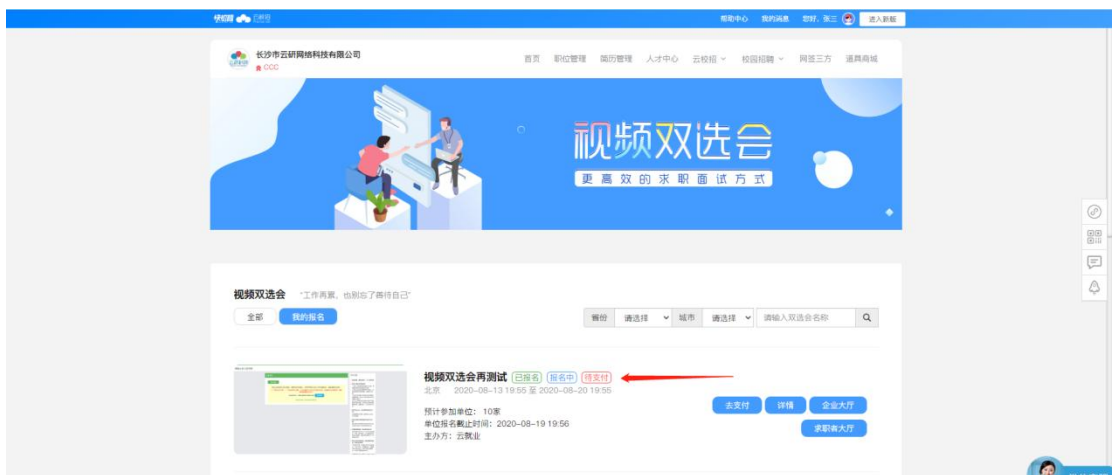 快招聘 云校招
帮助中心 我的消息 您好，张三 进入新版
长沙市云研网络科技有限公司
CCC
首页 职位管理 简历管理 人才中心 云校招 校园招聘 网签三方 道具商城
视频双选会
更高效的求职面试方式
视频双选会 "工作再累，也别忘了善待自己"
全部 我的报名
省份 请选择 城市 请选择 请输入双选会名称
视频双选会再测试 已报名 报名中 待支付
北京 2020-08-13 19:55 至 2020-08-20 19:55
去支付 详情 企业大厅
预计参加单位： 10家
单位报名截止时间： 2020-08-19 19:56
求职者大厅
主办方：云就业